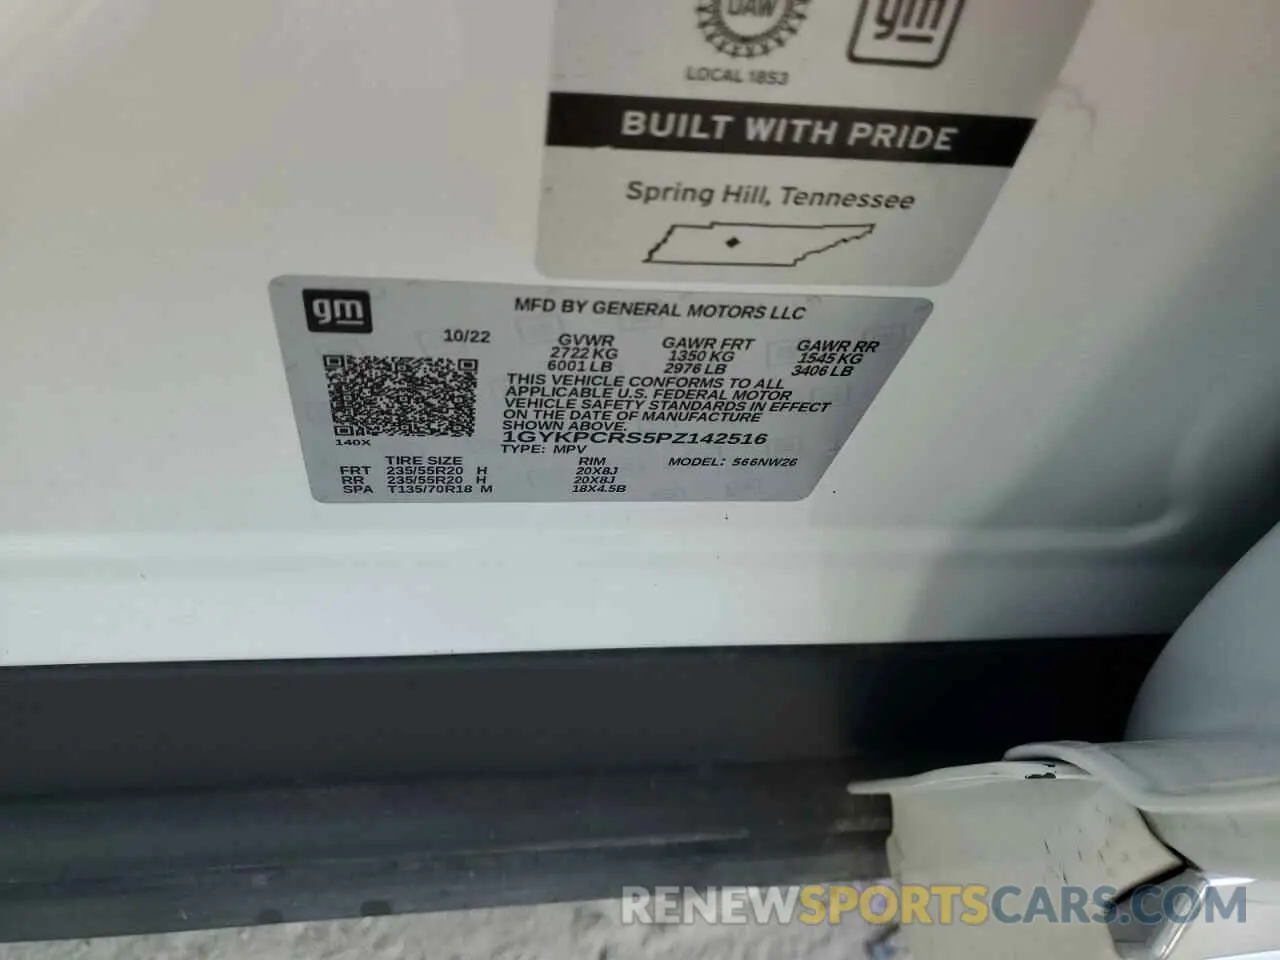 UAW
gm
LOCAL 1853
BUILT WITH PRIDE
Spring Hill, Tennessee
gm
MFD BY GENERAL MOTORS LLC
10/22
GVWR GAWR FRT GAWR RR
2722 KG 1350 KG 1545 KG
6001 LB 2976 LB 3406 LB
THIS VEHICLE CONFORMS TO ALL
APPLICABLE U.S. FEDERAL MOTOR
VEHICLE SAFETY STANDARDS IN EFFECT
ON THE DATE OF MANUFACTURE
SHOWN ABOVE.
140X
1GYKPCRS5PZ142516
TYPE: MPV
TIRE SIZE RIM MODEL: 566NW26
FRT 235/55R20 H 20X8J
RR 235/55R20 H 20X8J
SPA T135/70R18 M 18X4.5B
RENEWSPORTSCARS.COM